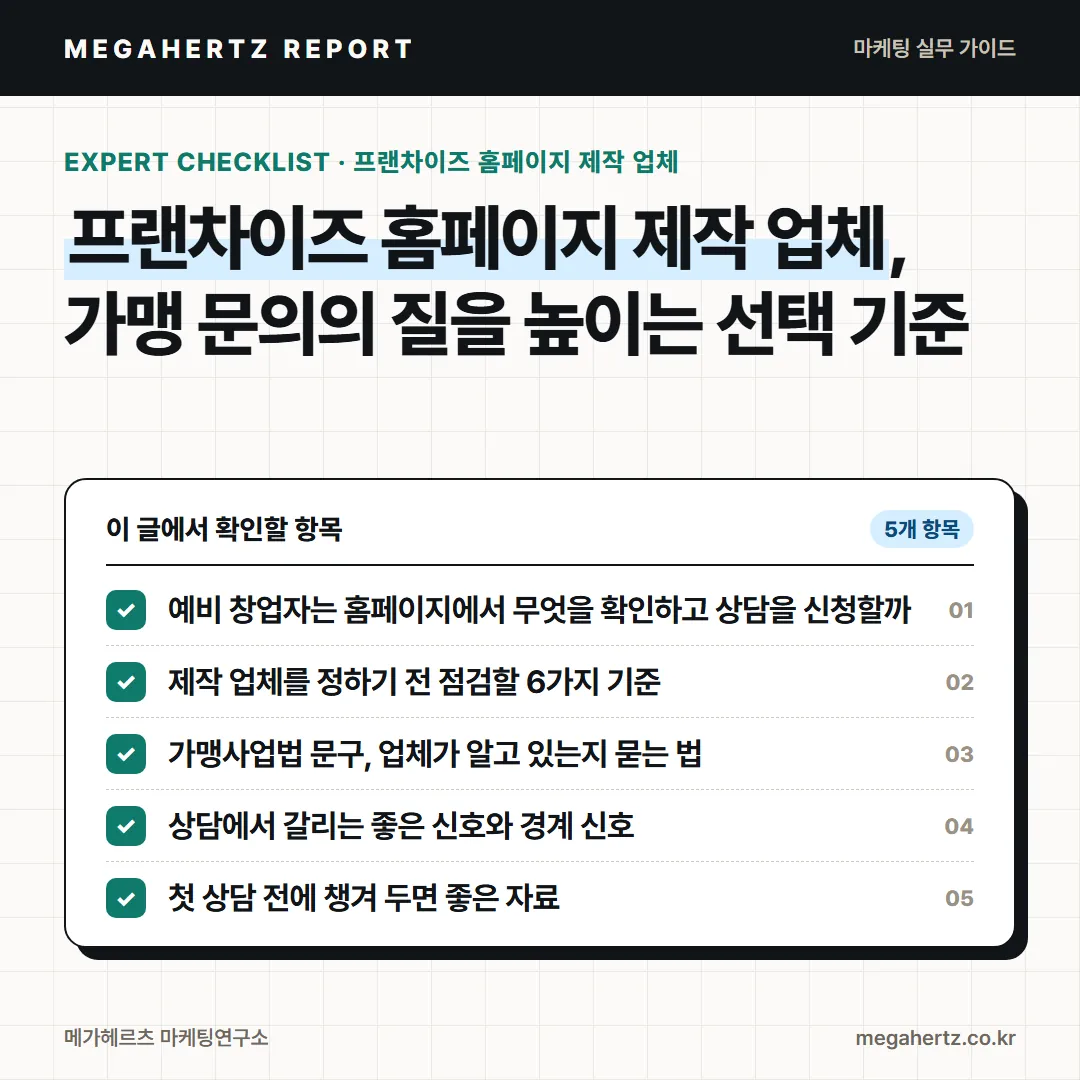 MEGAHERTZ REPORT
마케팅 실무 가이드
EXPERT CHECKLIST · 프랜차이즈 홈페이지 제작 업체
프랜차이즈 홈페이지 제작 업체,
가맹 문의의 질을 높이는 선택 기준
이 글에서 확인할 항목
5개 항목
예비 창업자는 홈페이지에서 무엇을 확인하고 상담을 신청할까 01
제작 업체를 정하기 전 점검할 6가지 기준 02
가맹사업법 문구, 업체가 알고 있는지 묻는 법 03
상담에서 갈리는 좋은 신호와 경계 신호 04
첫 상담 전에 챙겨 두면 좋은 자료 05
메가헤르츠 마케팅연구소
megahertz.co.kr